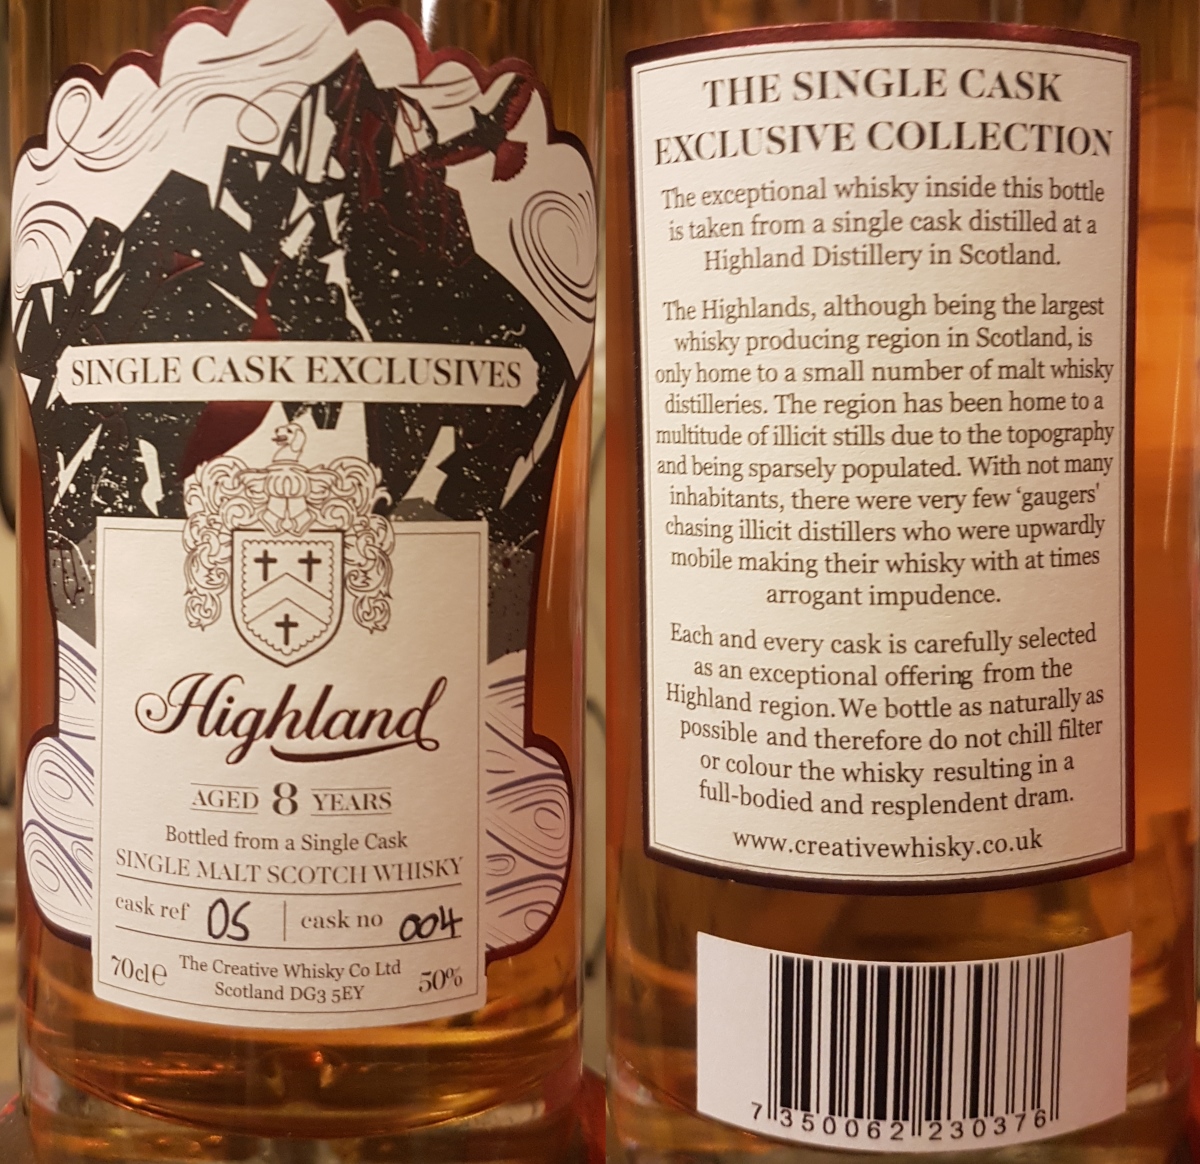 SINGLE CASK EXCLUSIVES
Highland
AGED 8 YEARS
Bottled from a Single Cask
SINGLE MALT SCOTCH WHISKY
cask ref OS | cask no 004
70cl℮ The Creative Whisky Co Ltd 50%
Scotland DG3 5EY
THE SINGLE CASK
EXCLUSIVE COLLECTION
The exceptional whisky inside this bottle
is taken from a single cask distilled at a
Highland Distillery in Scotland.
The Highlands, although being the largest
whisky producing region in Scotland, is
only home to a small number of malt whisky
distilleries. The region has been home to a
multitude of illicit stills due to the topography
and being sparsely populated. With not many
inhabitants, there were very few 'gaugers'
chasing illicit distillers who were upwardly
mobile making their whisky with at times
arrogant impudence.
Each and every cask is carefully selected
as an exceptional offering from the
Highland region. We bottle as naturally as
possible and therefore do not chill filter
or colour the whisky resulting in a
full-bodied and resplendent dram.
www.creativewhisky.co.uk
7 350062 230376